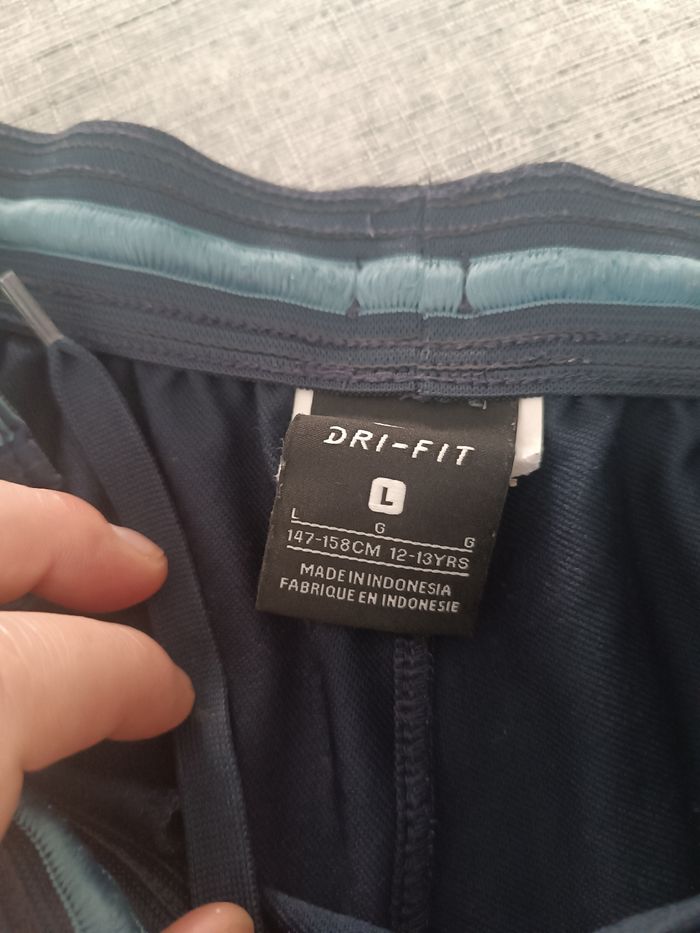 DRI-FIT
L
L G G
147-158CM 12-13YRS
MADE IN INDONESIA
FABRIQUE EN INDONESIE